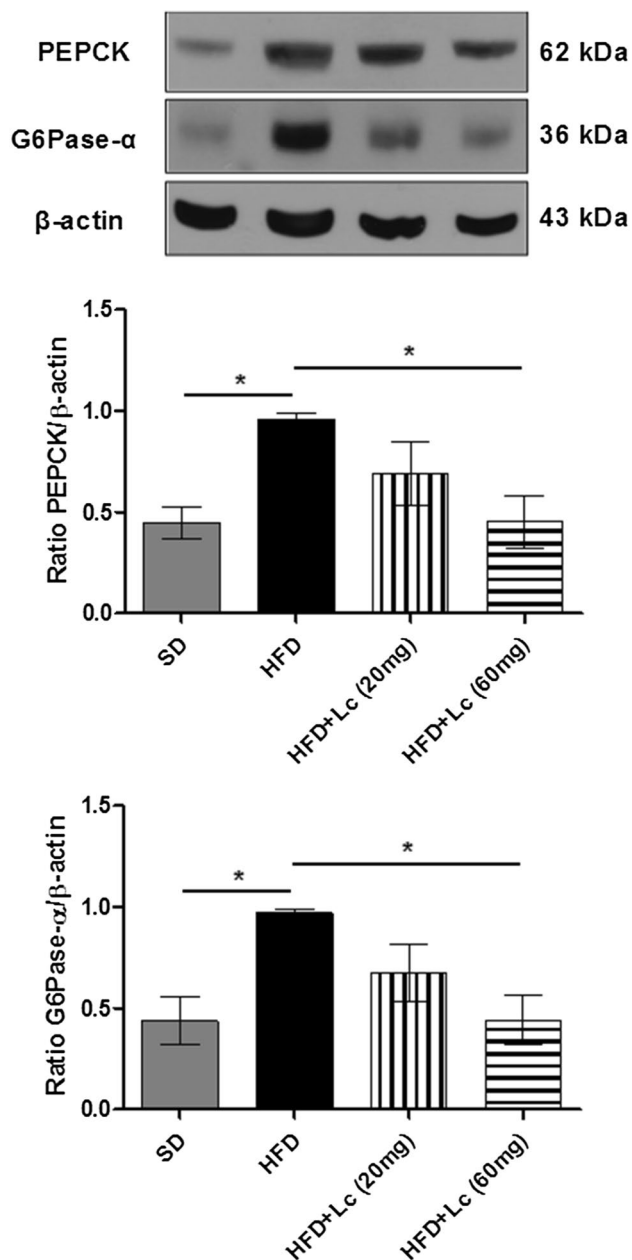 PEPCK 62 kDa
G6Pase-α 36 kDa
β-actin 43 kDa
Ratio PEPCK/β-actin
1.5
1.0
0.5
0.0
*
*
SD
HFD
HFD+Lc (20mg)
HFD+Lc (60mg)
Ratio G6Pase-α/β-actin
1.5
1.0
0.5
0.0
*
*
SD
HFD
HFD+Lc (20mg)
HFD+Lc (60mg)